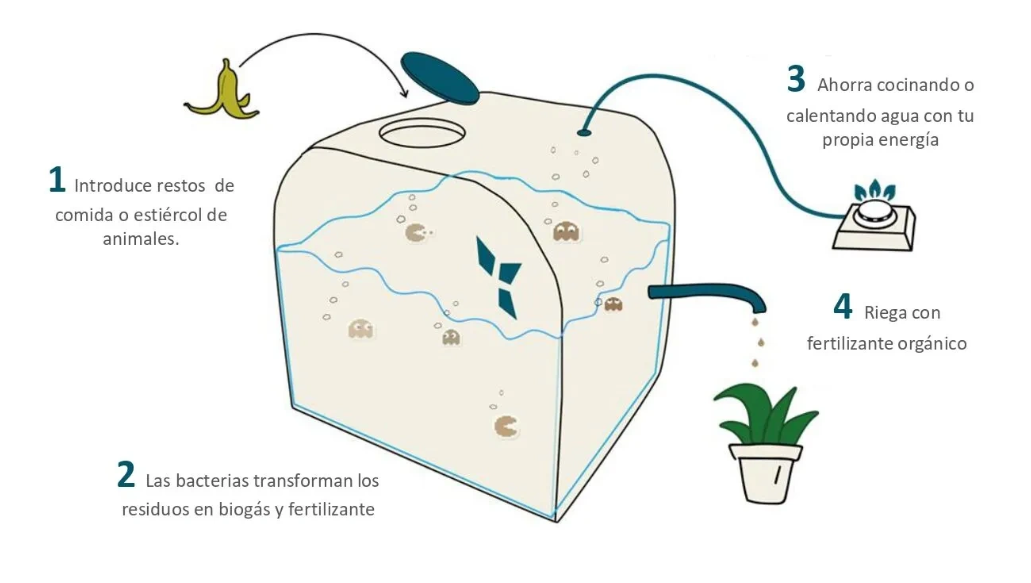 1 Introduce restos de
comida o estiércol de
animales.
2 Las bacterias transforman los
residuos en biogás y fertilizante
3 Ahorra cocinando o
calentando agua con tu
propia energía
4 Riega con
fertilizante orgánico